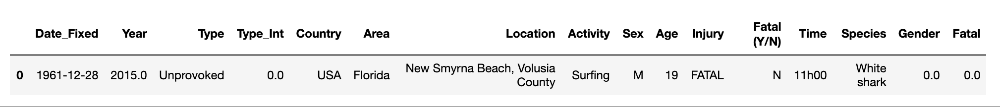 Date_Fixed Year Type Type_Int Country Area Location Activity Sex Age Injury Fatal (Y/N) Time Species Gender Fatal
0 1961-12-28 2015.0 Unprovoked 0.0 USA Florida New Smyrna Beach, Volusia County Surfing M 19 FATAL N 11h00 White shark 0.0 0.0